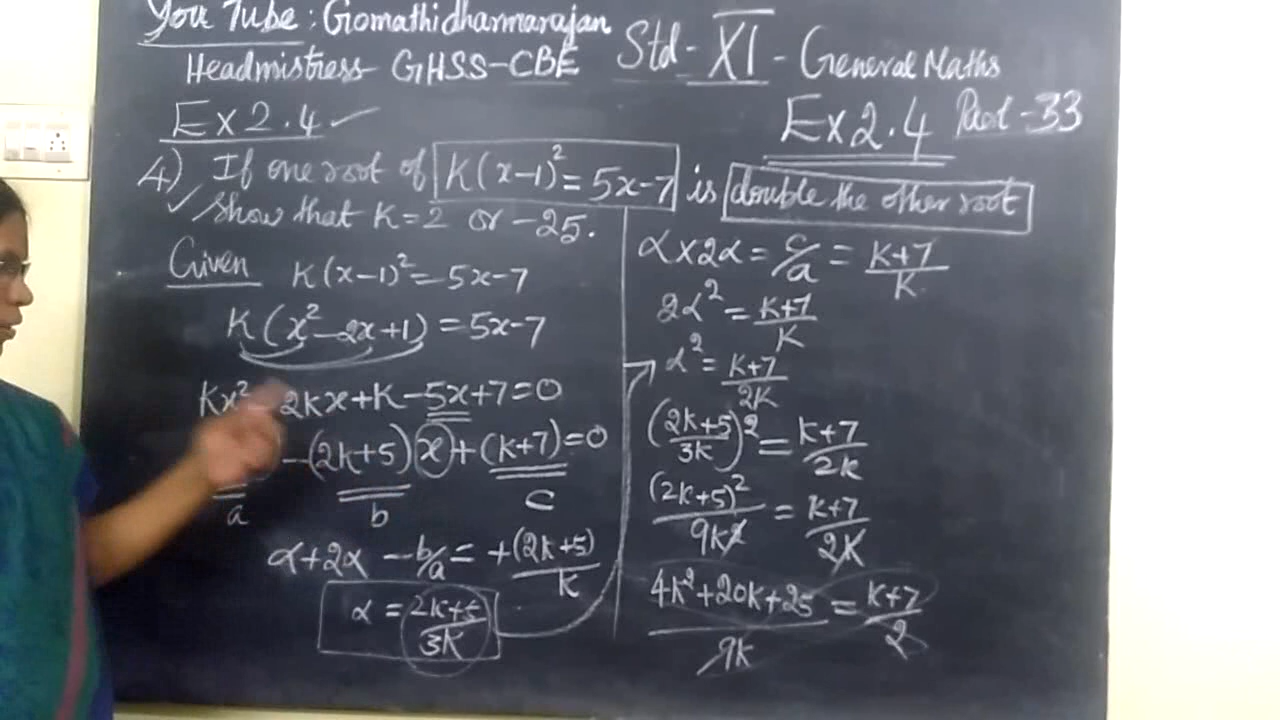 You Tube: Gomathidharmarajan
Headmistress GHSS-CBE
Std-XI-General Maths
Ex 2.4 ✓
Ex 2.4 Part-33
4) If one root of K(x-1)² = 5x-7 is double the other root
✓ Show that K=2 or -25.
Given K(x-1)² = 5x-7
K(x²-2x+1) = 5x-7
Kx² 2Kx+K-5x+7=0
-(2K+5)x+(K+7)=0
a b c
α+2α -b/a = +(2K+5)/K
α = 2K+5/3K
α×2α = c/a = K+7/K
2α² = K+7/K
α² = K+7/2K
(2K+5/3K)² = K+7/2K
(2K+5)²/9K² = K+7/2K
4K²+20K+25/9K = K+7/2